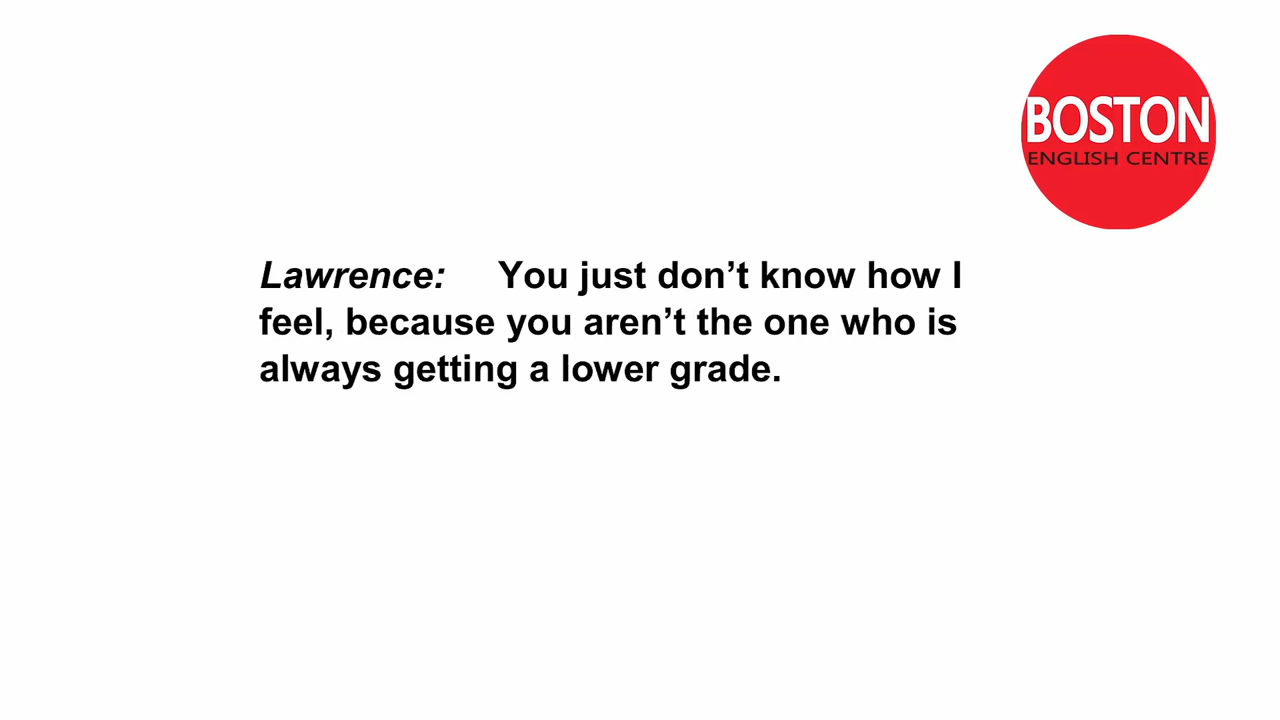 BOSTON
ENGLISH CENTRE
Lawrence: You just don’t know how I
feel, because you aren’t the one who is
always getting a lower grade.